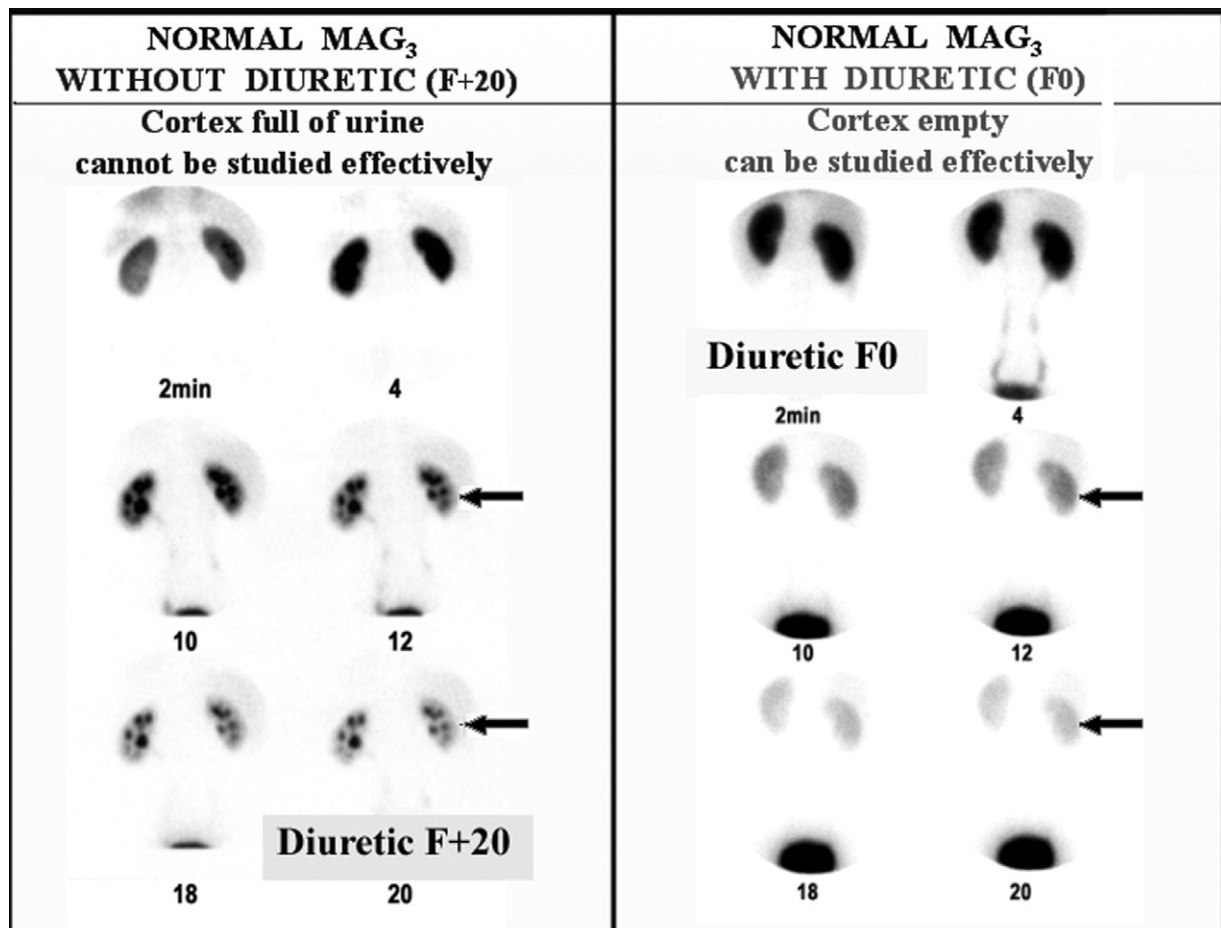 NORMAL MAG3
WITHOUT DIURETIC (F+20)
Cortex full of urine
cannot be studied effectively
2min
4
10
12
18
Diuretic F+20
20
NORMAL MAG3
WITH DIURETIC (F0)
Cortex empty
can be studied effectively
Diuretic F0
2min
4
10
12
18
20